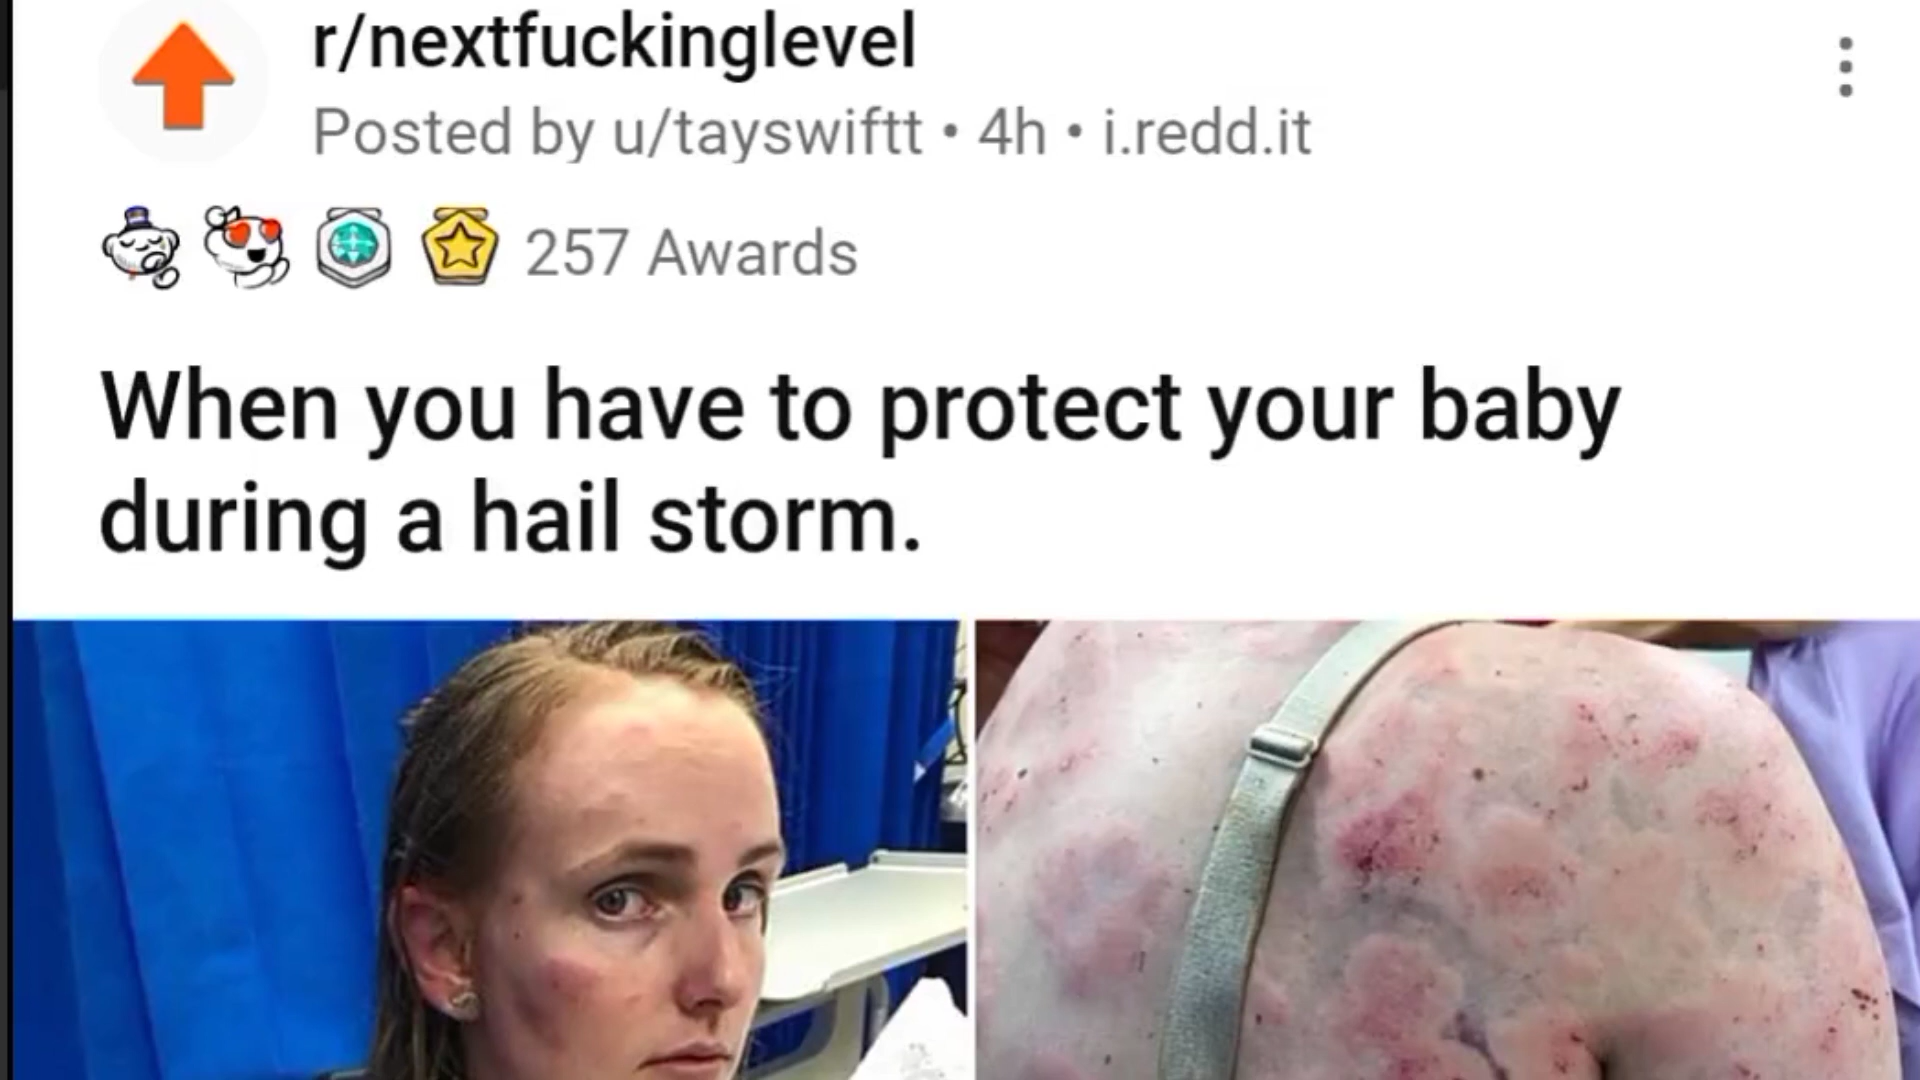 r/nextfuckinglevel
Posted by u/tayswiftt • 4h • i.redd.it
257 Awards
When you have to protect your baby
during a hail storm.